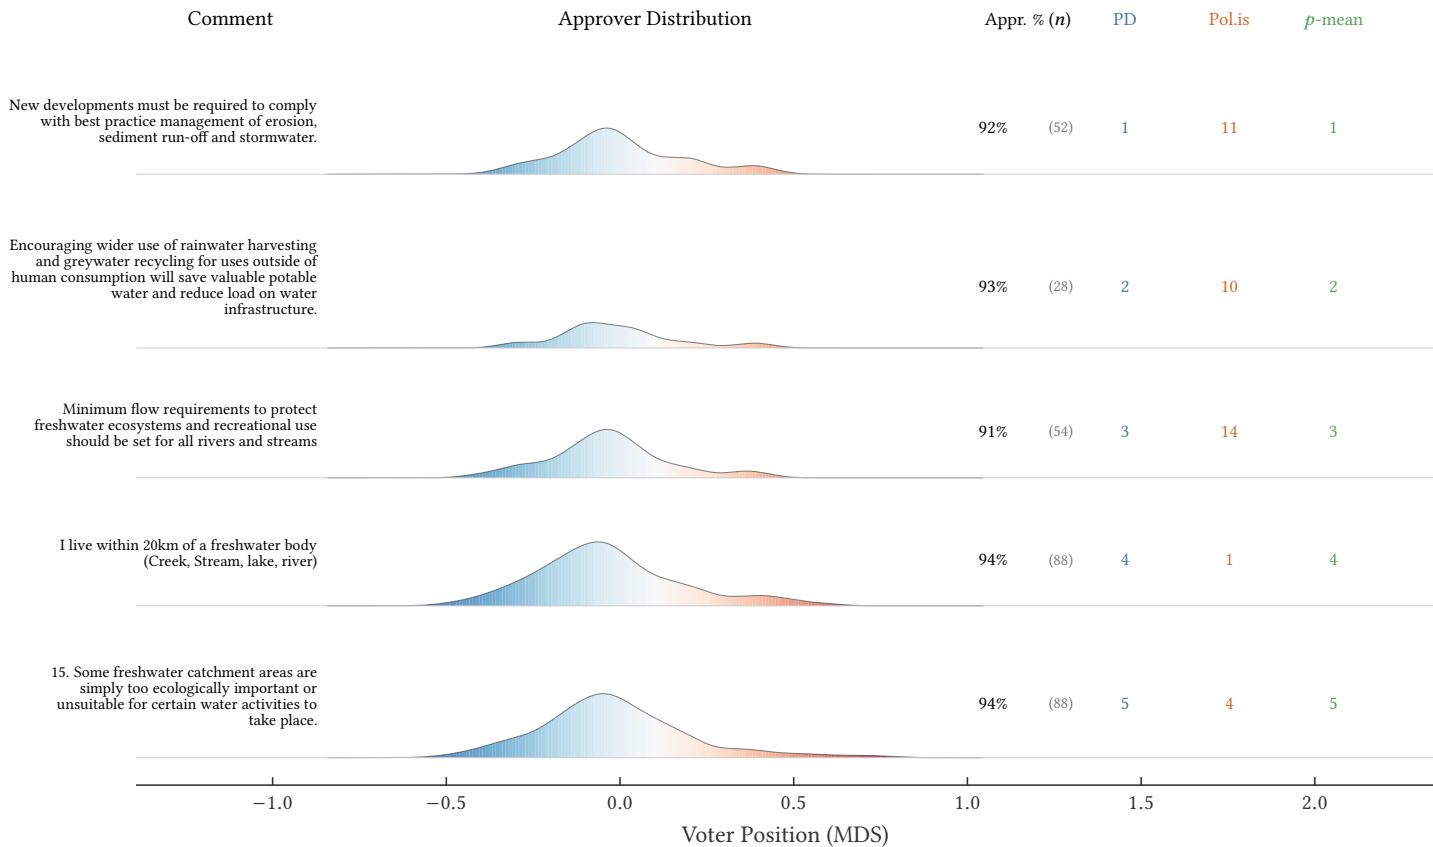 Comment Approver Distribution Appr. % (n) PD Pol.is p-mean
New developments must be required to comply
with best practice management of erosion,
sediment run-off and stormwater.
92% (52) 1 11 1
Encouraging wider use of rainwater harvesting
and greywater recycling for uses outside of
human consumption will save valuable potable
water and reduce load on water
infrastructure.
93% (28) 2 10 2
Minimum flow requirements to protect
freshwater ecosystems and recreational use
should be set for all rivers and streams
91% (54) 3 14 3
I live within 20km of a freshwater body
(Creek, Stream, lake, river)
94% (88) 4 1 4
15. Some freshwater catchment areas are
simply too ecologically important or
unsuitable for certain water activities to
take place.
94% (88) 5 4 5
−1.0 −0.5 0.0 0.5 1.0 1.5 2.0
Voter Position (MDS)